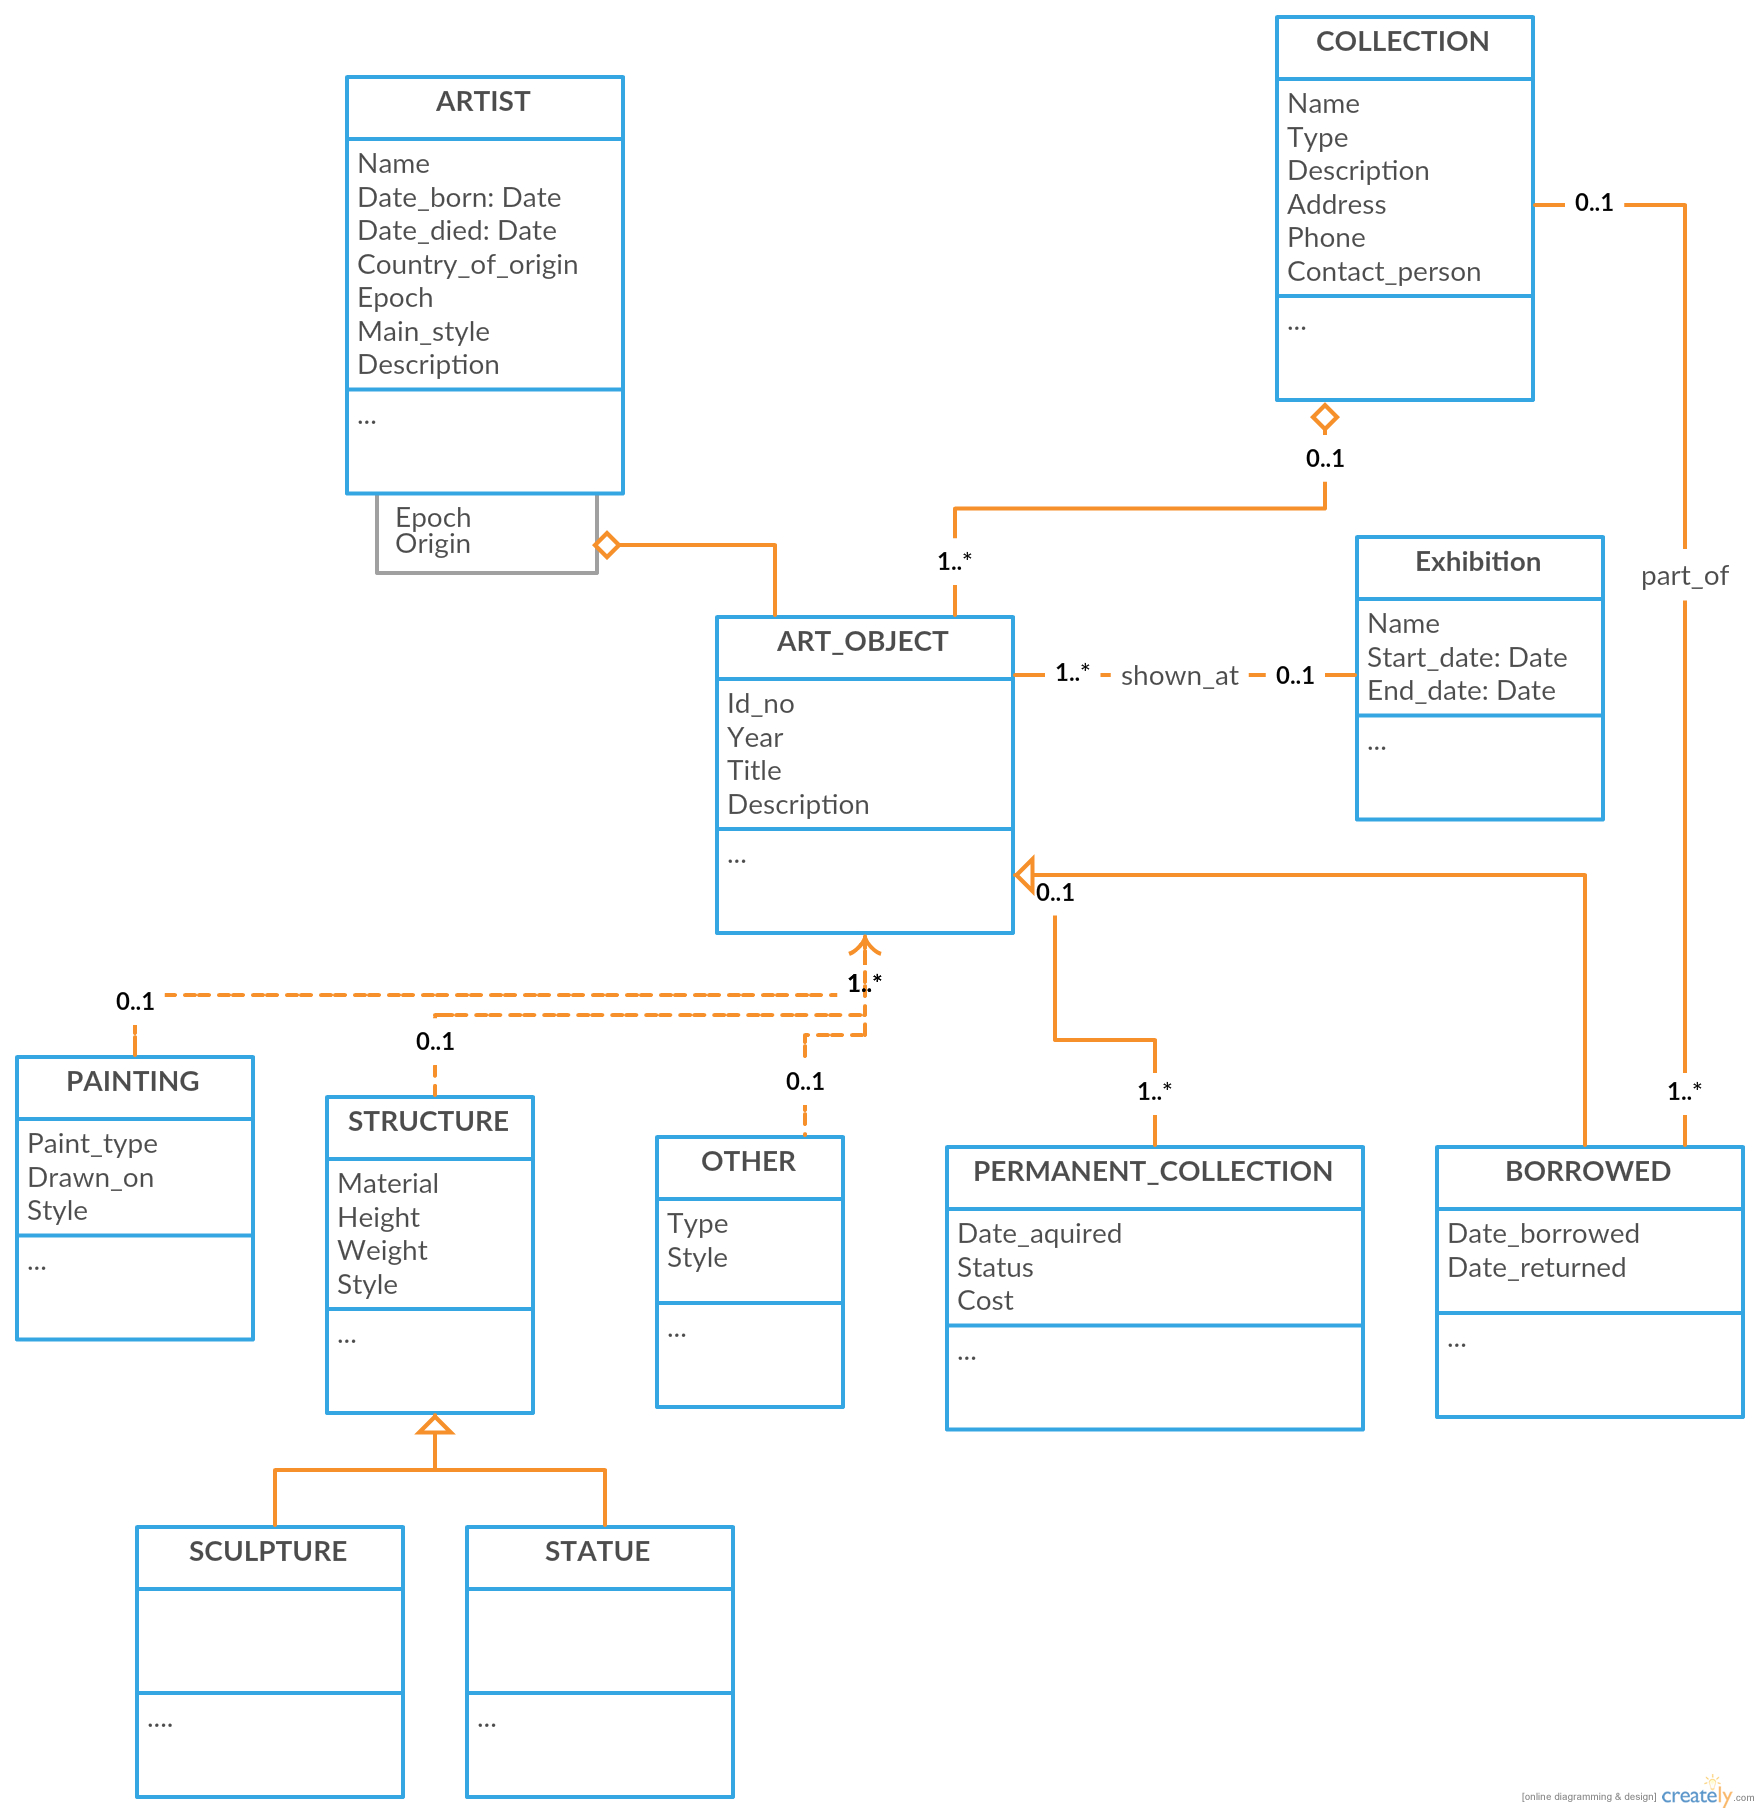 COLLECTION
Name
Type
Description
Address
Phone
Contact_person
...
0..1
part_of
1..*
ARTIST
Name
Date_born: Date
Date_died: Date
Country_of_origin
Epoch
Main_style
Description
...
Epoch
Origin
0..1
1..*
Exhibition
Name
Start_date: Date
End_date: Date
...
ART_OBJECT
Id_no
Year
Title
Description
...
1..* shown_at 0..1
0..1
1..*
1..*
0..1
0..1
0..1
PAINTING
Paint_type
Drawn_on
Style
...
STRUCTURE
Material
Height
Weight
Style
...
OTHER
Type
Style
...
PERMANENT_COLLECTION
Date_aquired
Status
Cost
...
BORROWED
Date_borrowed
Date_returned
...
SCULPTURE
....
STATUE
...
[online diagramming & design] creately.com